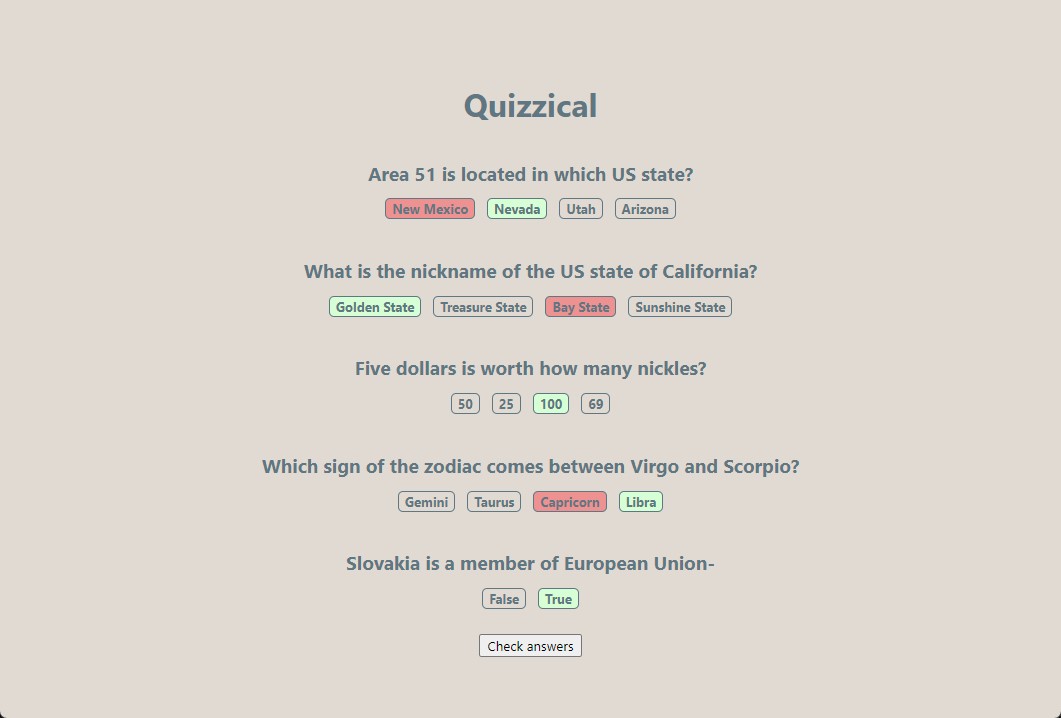 Quizzical
Area 51 is located in which US state?
New Mexico Nevada Utah Arizona
What is the nickname of the US state of California?
Golden State Treasure State Bay State Sunshine State
Five dollars is worth how many nickles?
50 25 100 69
Which sign of the zodiac comes between Virgo and Scorpio?
Gemini Taurus Capricorn Libra
Slovakia is a member of European Union-
False True
Check answers